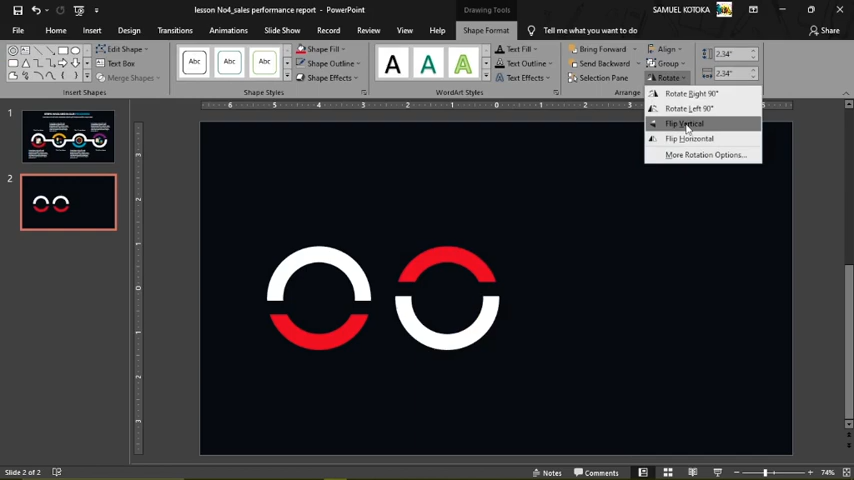 lesson No4_sales performance report - PowerPoint
Drawing Tools
SAMUEL KOTOKA
File Home Insert Draw Design Transitions Animations Slide Show Record Review View Help Shape Format Tell me what you want to do Share
Edit Shape
Text Box
Merge Shapes
Insert Shapes
Abc Abc Abc
Shape Fill
Shape Outline
Shape Effects
Shape Styles
A A A
Text Fill
Text Outline
Text Effects
WordArt Styles
Bring Forward
Send Backward
Selection Pane
Arrange
Align
Group
Rotate
2.34"
2.34"
Rotate Right 90°
Rotate Left 90°
Flip Vertical
Flip Horizontal
More Rotation Options...
1
2
Slide 2 of 2
Notes
Comments
74%